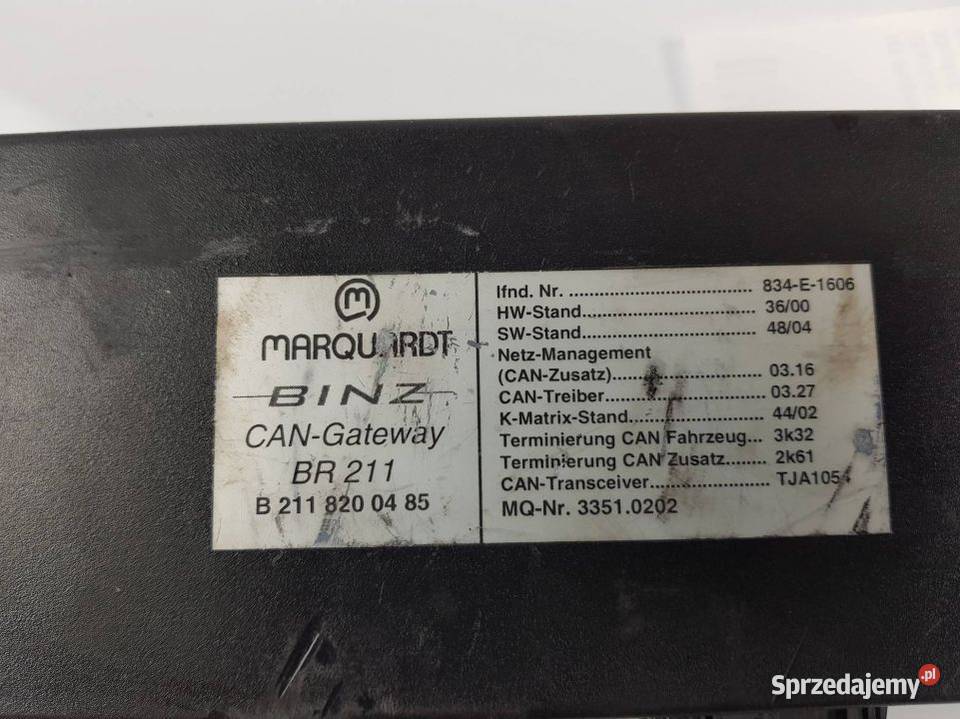 MARQUARDT
BINZ
CAN-Gateway
BR 211
B 211 820 04 85
lfnd. Nr. .................................... 834-E-1606
HW-Stand.................................. 36/00
SW-Stand.................................. 48/04
Netz-Management
(CAN-Zusatz)............................. 03.16
CAN-Treiber............................... 03.27
K-Matrix-Stand........................... 44/02
Terminierung CAN Fahrzeug... 3k32
Terminierung CAN Zusatz........ 2k61
CAN-Transceiver........................ TJA1054
MQ-Nr. 3351.0202
Sprzedajemy.pl